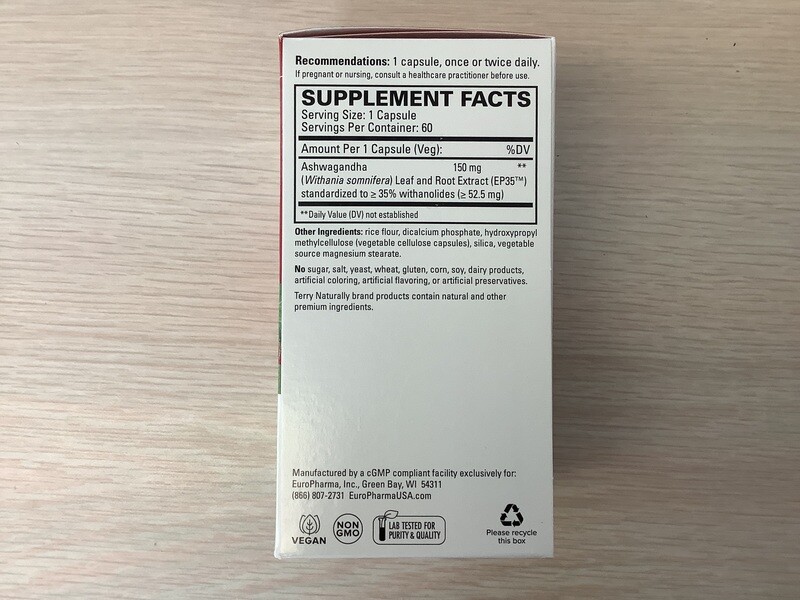 Recommendations: 1 capsule, once or twice daily.
If pregnant or nursing, consult a healthcare practitioner before use.
SUPPLEMENT FACTS
Serving Size: 1 Capsule
Servings Per Container: 60
Amount Per 1 Capsule (Veg): %DV
Ashwagandha 150 mg **
(Withania somnifera) Leaf and Root Extract (EP35™)
standardized to ≥ 35% withanolides (≥ 52.5 mg)
**Daily Value (DV) not established
Other Ingredients: rice flour, dicalcium phosphate, hydroxypropyl
methylcellulose (vegetable cellulose capsules), silica, vegetable
source magnesium stearate.
No sugar, salt, yeast, wheat, gluten, corn, soy, dairy products,
artificial coloring, artificial flavoring, or artificial preservatives.
Terry Naturally brand products contain natural and other
premium ingredients.
Manufactured by a cGMP compliant facility exclusively for:
EuroPharma, Inc., Green Bay, WI 54311
(866) 807-2731 EuroPharmaUSA.com
VEGAN
NON
GMO
LAB TESTED FOR
PURITY & QUALITY
Please recycle
this box